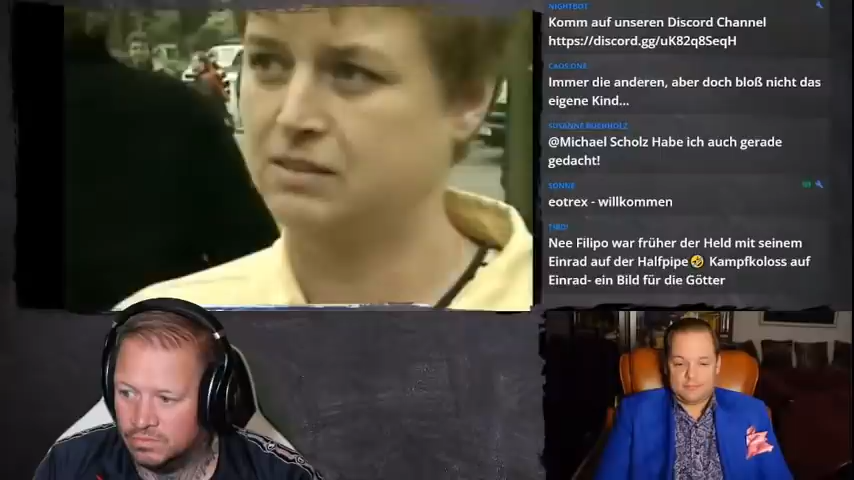 NIGHTBOT
Komm auf unseren Discord Channel
https://discord.gg/uK82q8SeqH
CAOS:ONE
Immer die anderen, aber doch bloß nicht das
eigene Kind...
SUSANNE BUCHHOLZ
@Michael Scholz Habe ich auch gerade
gedacht!
SONNE
eotrex - willkommen
Nee Filipo war früher der Held mit seinem
Einrad auf der Halfpipe🤣 Kampfkoloss auf
Einrad- ein Bild für die Götter